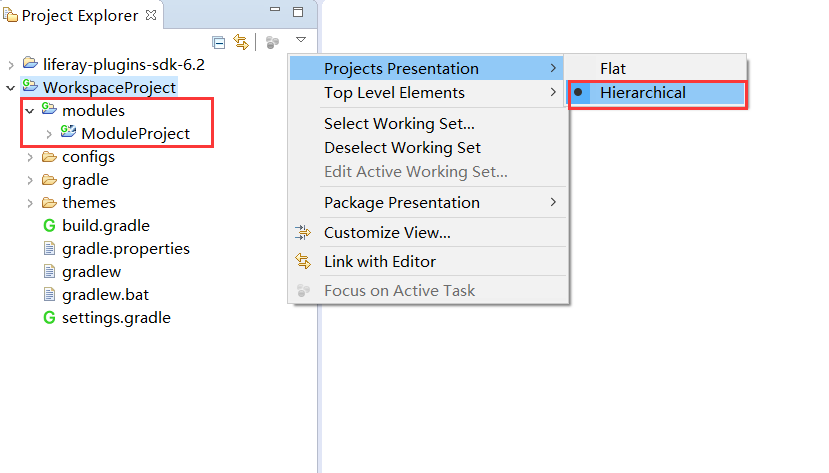 Project Explorer
liferay-plugins-sdk-6.2
WorkspaceProject
modules
ModuleProject
configs
gradle
themes
build.gradle
gradle.properties
gradlew
gradlew.bat
settings.gradle
Projects Presentation
Top Level Elements
Select Working Set...
Deselect Working Set
Edit Active Working Set...
Package Presentation
Customize View...
Link with Editor
Focus on Active Task
Flat
Hierarchical